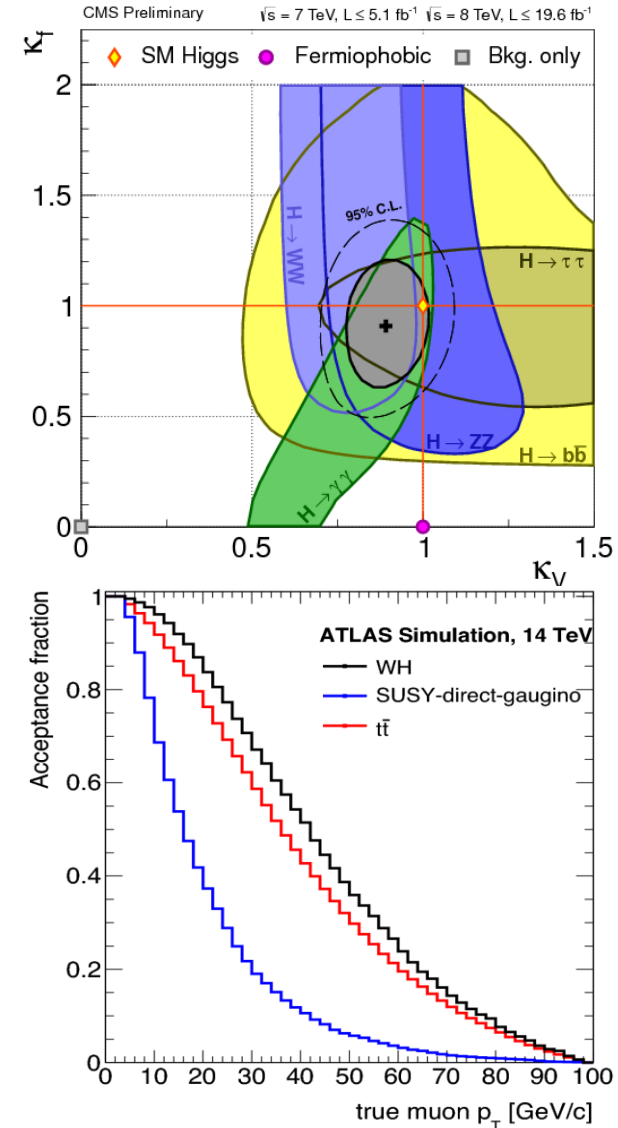 CMS Preliminary √s = 7 TeV, L ≤ 5.1 fb⁻¹ √s = 8 TeV, L ≤ 19.6 fb⁻¹
κf
SM Higgs Fermiophobic Bkg. only
2
1.5
1
0.5
0
95% C.L.
H → WW
H → ττ
H → ZZ
H → bb̄
H → γγ
0 0.5 1 1.5
κV
Acceptance fraction
1
0.8
0.6
0.4
0.2
0
ATLAS Simulation, 14 TeV
WH
SUSY-direct-gaugino
tt̄
0 10 20 30 40 50 60 70 80 90 100
true muon pT [GeV/c]